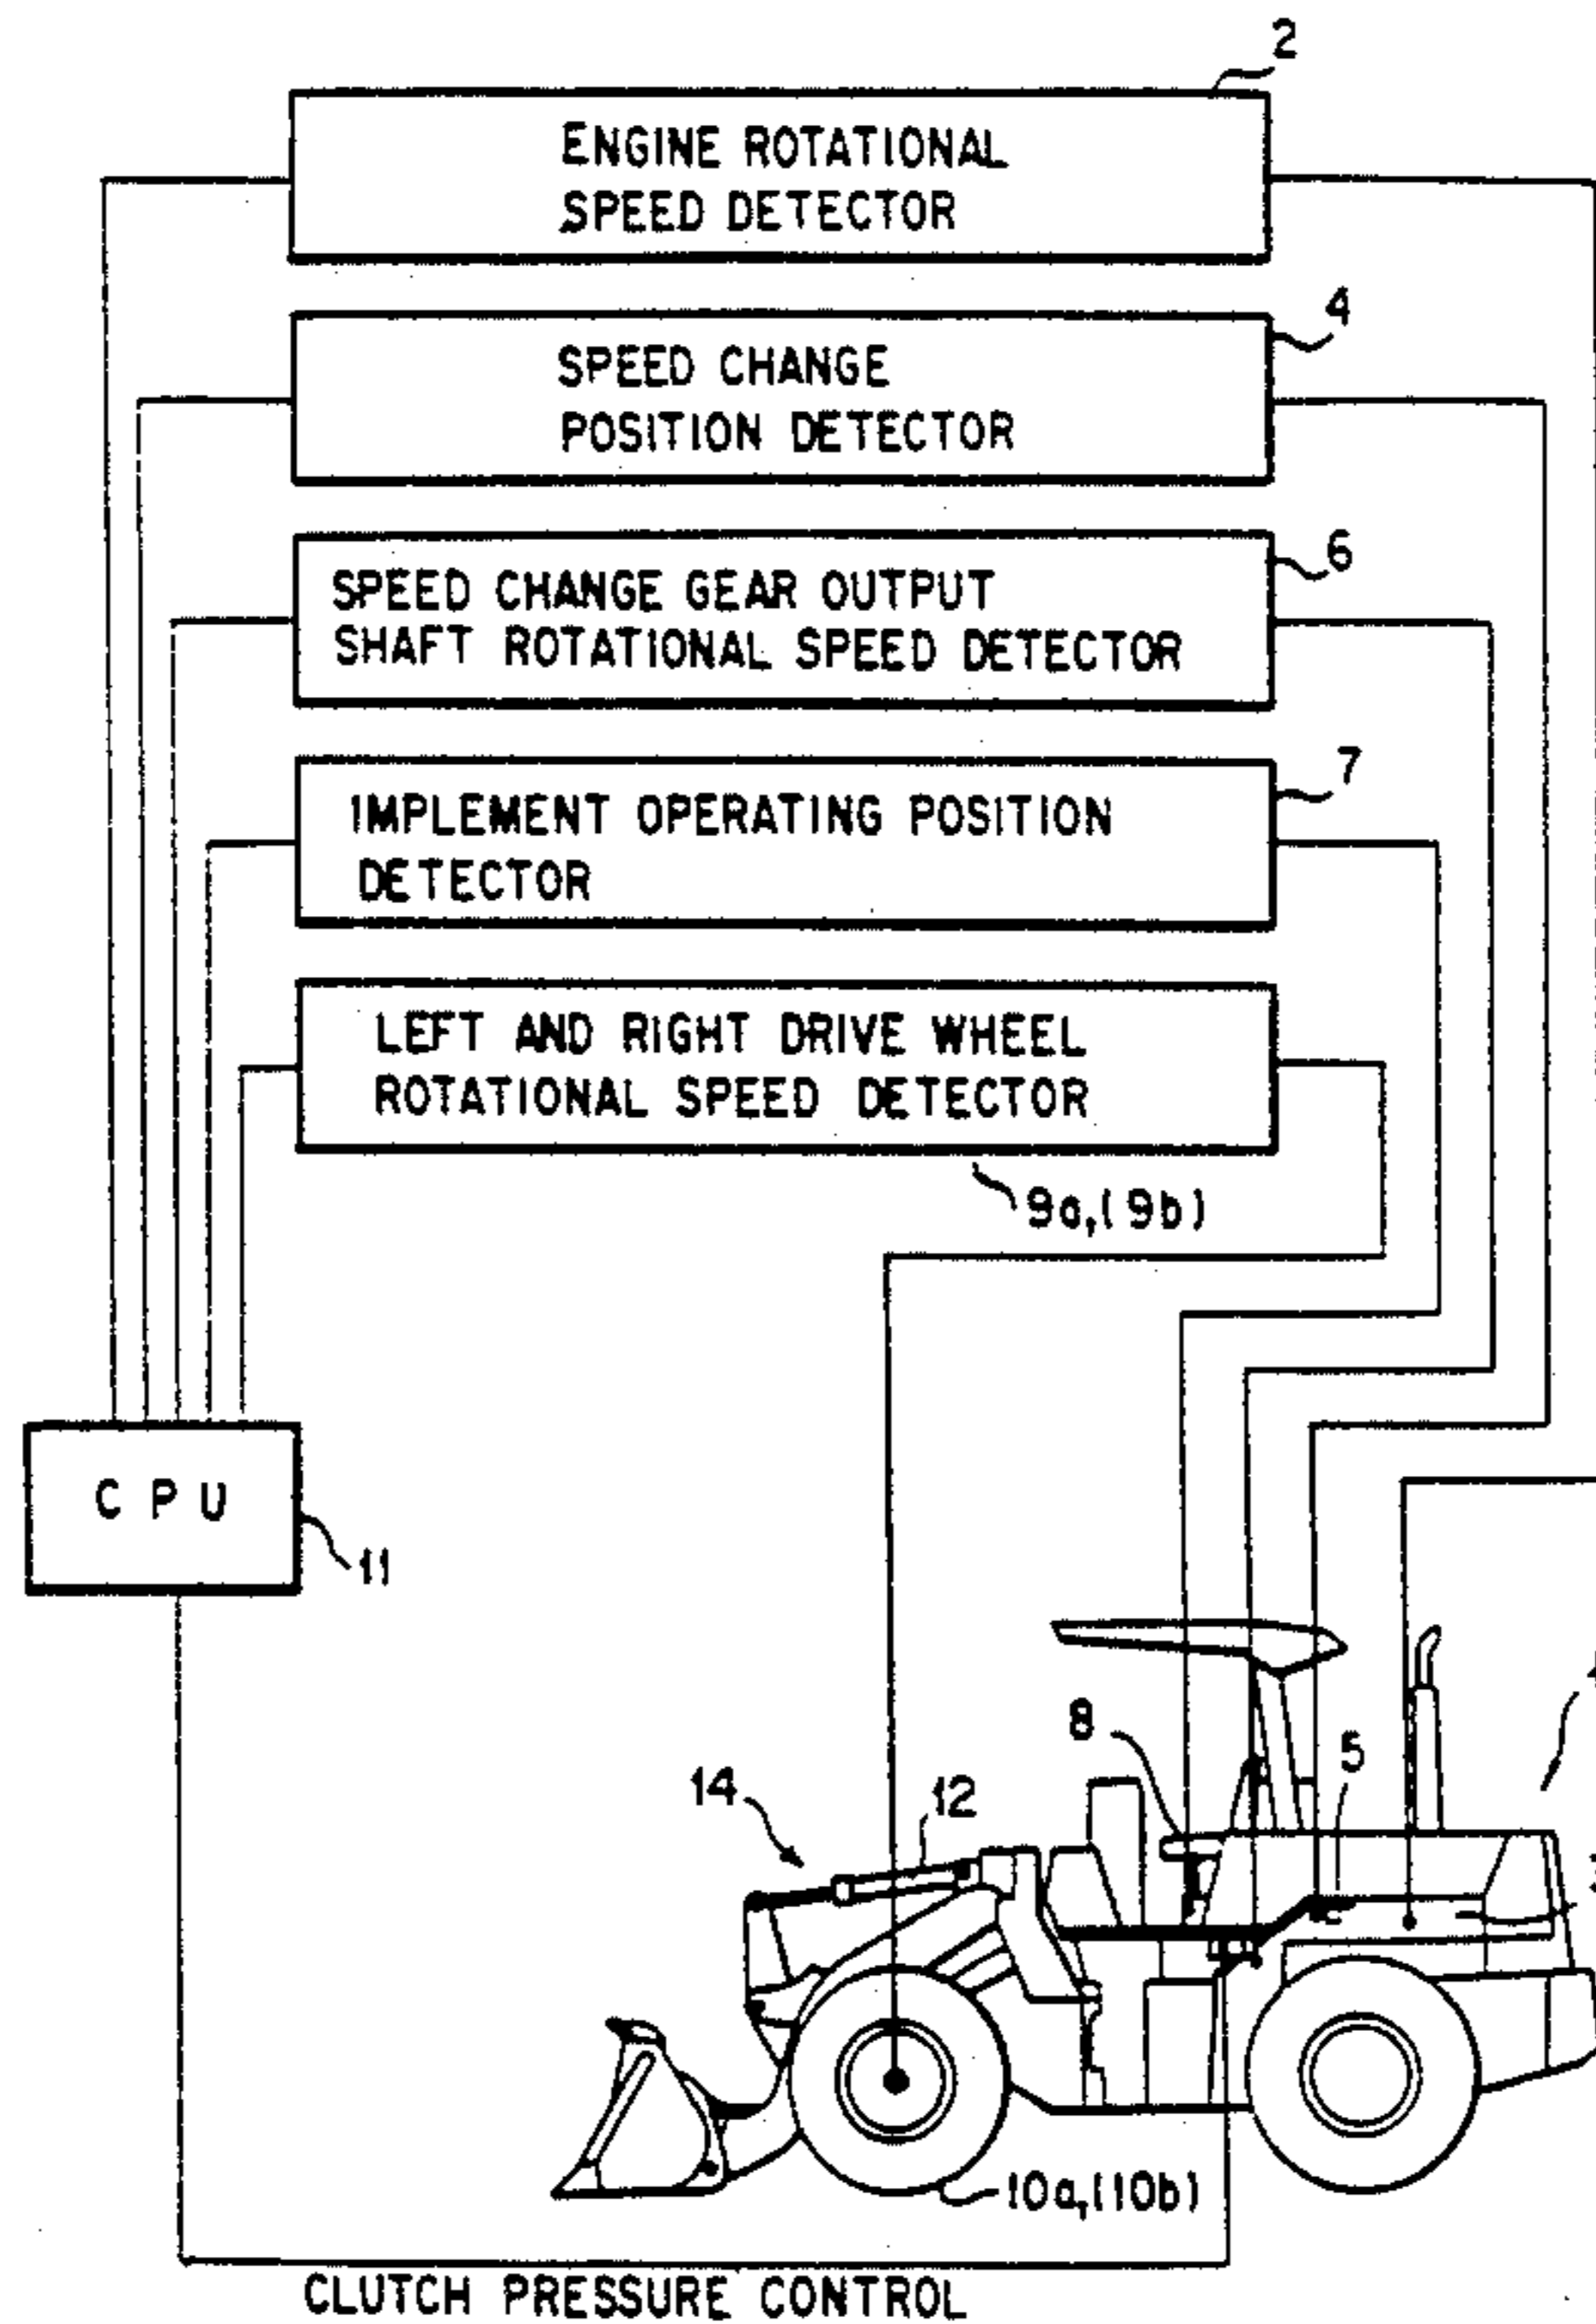 2
ENGINE ROTATIONAL
SPEED DETECTOR
4
SPEED CHANGE
POSITION DETECTOR
6
SPEED CHANGE GEAR OUTPUT
SHAFT ROTATIONAL SPEED DETECTOR
7
IMPLEMENT OPERATING POSITION
DETECTOR
LEFT AND RIGHT DRIVE WHEEL
ROTATIONAL SPEED DETECTOR
9a,(9b)
CPU
11
8
5
14
12
10a,(10b)
CLUTCH PRESSURE CONTROL